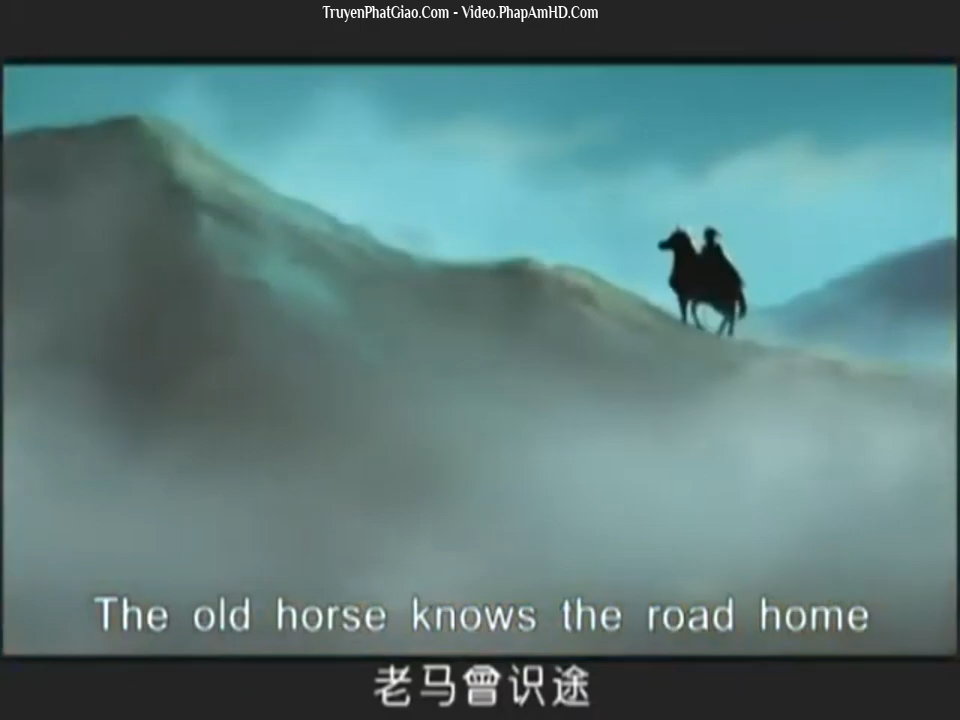 TruyenPhatGiao.Com - Video.PhapAmHD.Com
The old horse knows the road home
老马曾识途